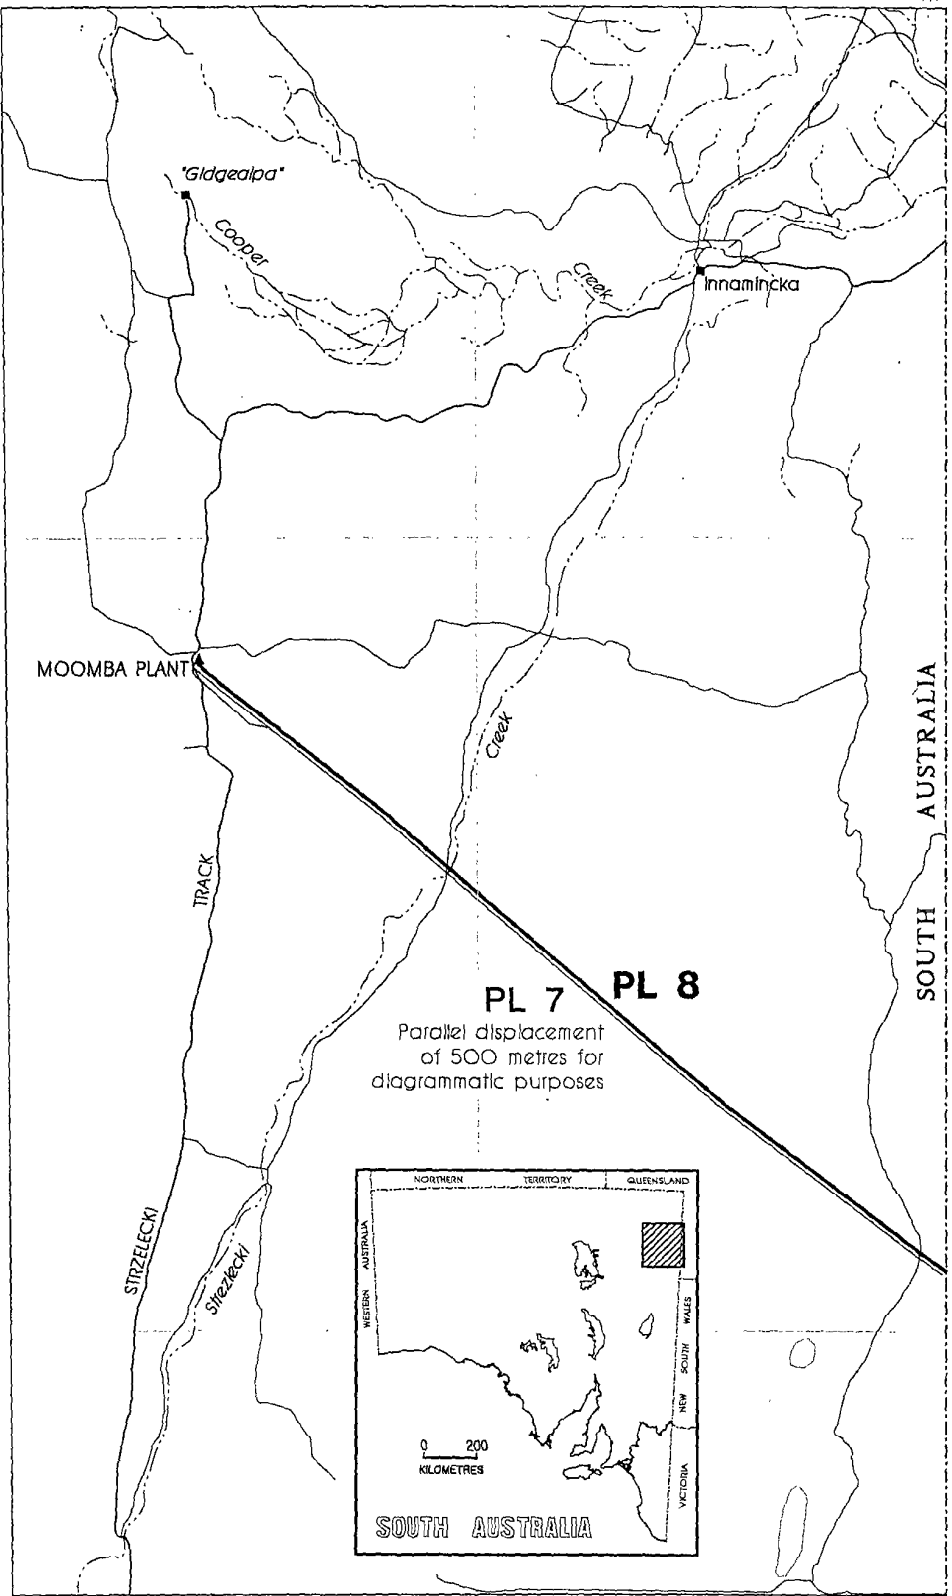 "Gidgealpa"
Cooper
Creek
Innamincka
MOOMBA PLANT
Creek
SOUTH AUSTRALIA
TRACK
PL 7
PL 8
Parallel displacement
of 500 metres for
diagrammatic purposes
STRZELECKI
Strezlecki
NORTHERN TERRITORY
QUEENSLAND
WESTERN AUSTRALIA
NEW SOUTH WALES
VICTORIA
0 200
KILOMETRES
SOUTH AUSTRALIA